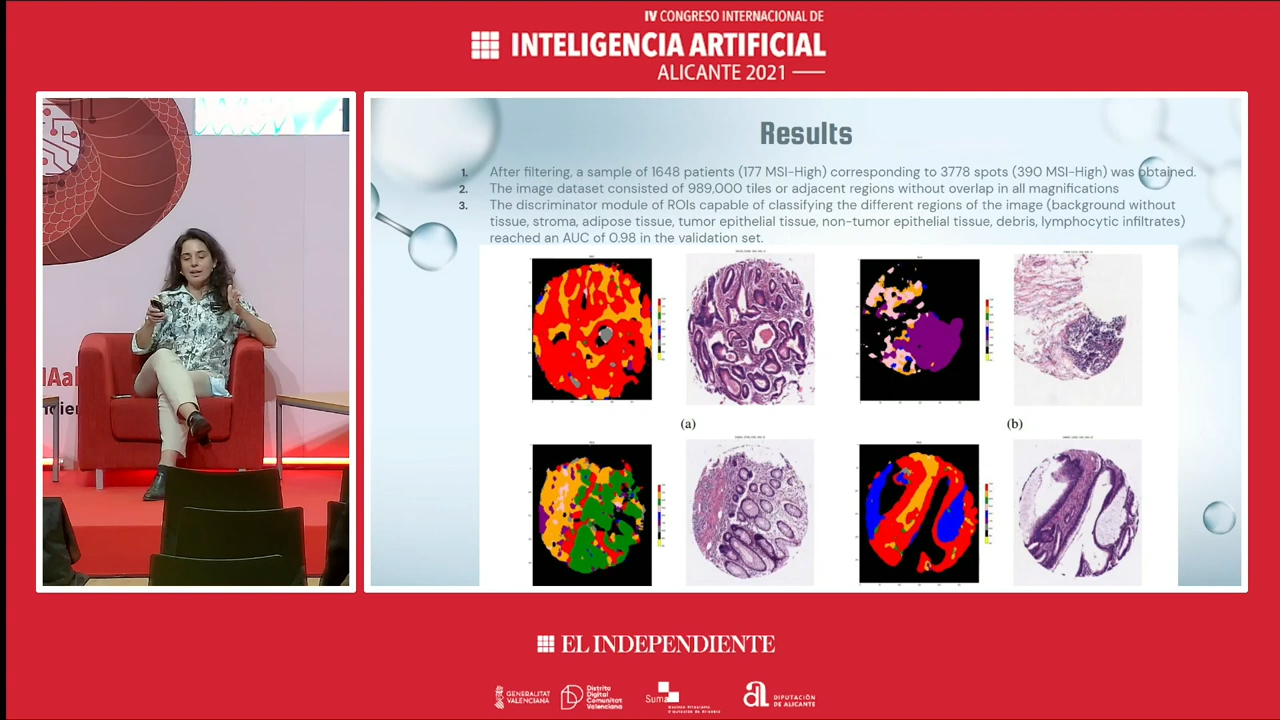 IV CONGRESO INTERNACIONAL DE
INTELIGENCIA ARTIFICIAL
ALICANTE 2021
Results
1. After filtering, a sample of 1648 patients (177 MSI-High) corresponding to 3778 spots (390 MSI-High) was obtained.
2. The image dataset consisted of 989,000 tiles or adjacent regions without overlap in all magnifications
3. The discriminator module of ROIs capable of classifying the different regions of the image (background without
tissue, stroma, adipose tissue, tumor epithelial tissue, non-tumor epithelial tissue, debris, lymphocytic infiltrates)
reached an AUC of 0.98 in the validation set.
(a)
(b)
EL INDEPENDIENTE
GENERALITAT
VALENCIANA
Distrito
Digital
Comunitat
Valenciana
Suma
DIPUTACIÓN
DE ALICANTE